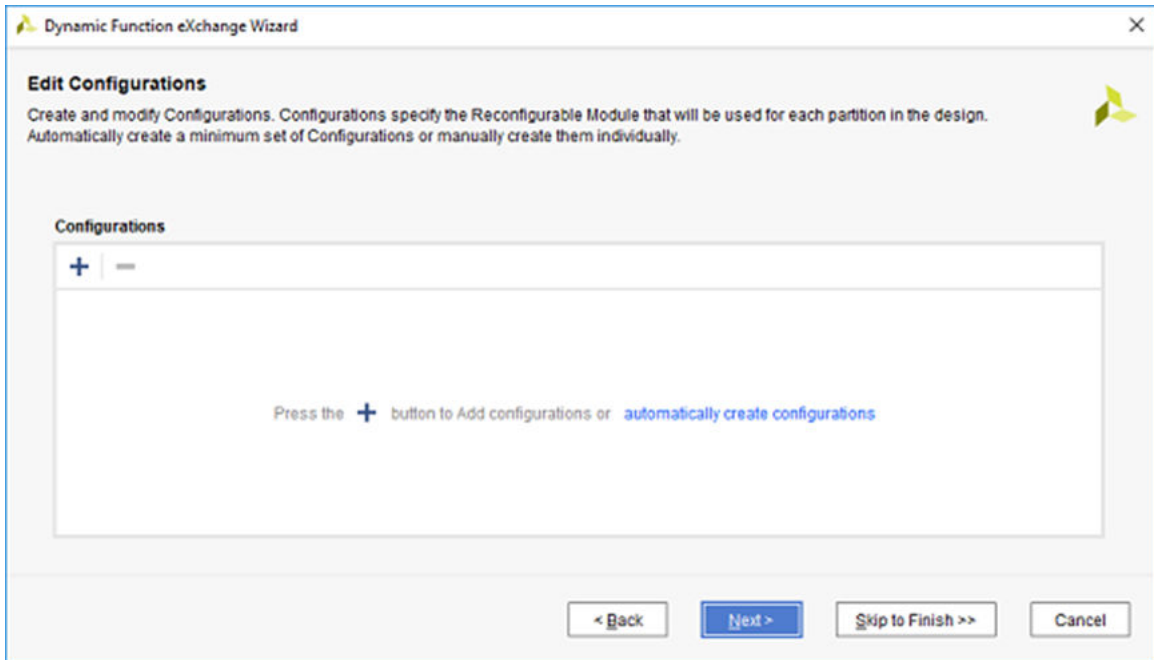 Dynamic Function eXchange Wizard
Edit Configurations
Create and modify Configurations. Configurations specify the Reconfigurable Module that will be used for each partition in the design.
Automatically create a minimum set of Configurations or manually create them individually.
Configurations
Press the + button to Add configurations or automatically create configurations
< Back Next > Skip to Finish >> Cancel